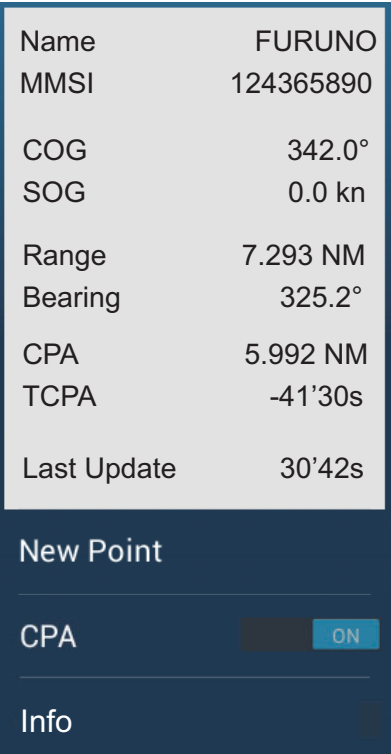 Name FURUNO
MMSI 124365890
COG 342.0°
SOG 0.0 kn
Range 7.293 NM
Bearing 325.2°
CPA 5.992 NM
TCPA -41’30s
Last Update 30’42s
New Point
CPA ON
Info